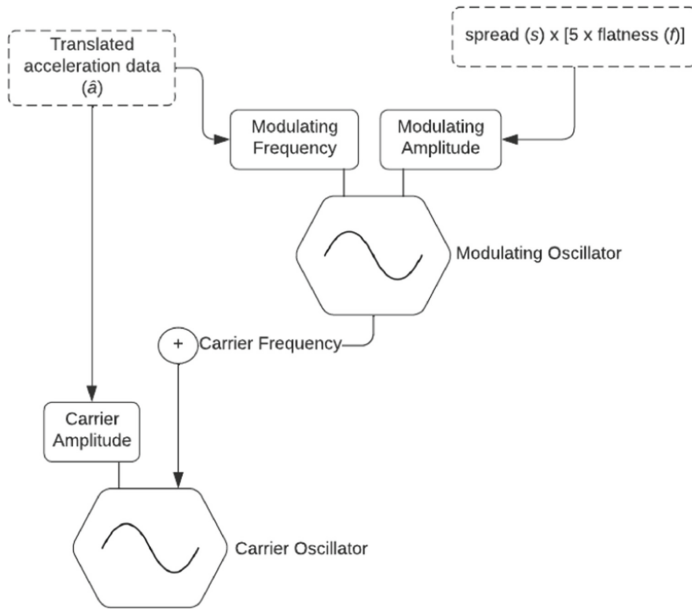 Translated
acceleration data
(â)
spread (s) x [5 x flatness (f)]
Modulating
Frequency
Modulating
Amplitude
Modulating Oscillator
+
Carrier Frequency
Carrier
Amplitude
Carrier Oscillator